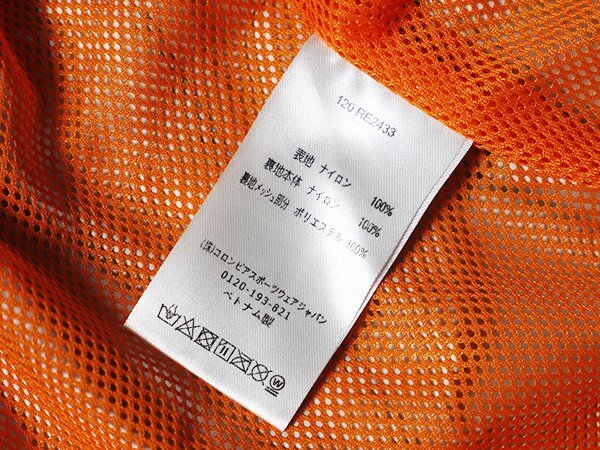 120 RE2433
表地 ナイロン 100%
裏地本体 ナイロン 100%
裏地メッシュ部分 ポリエステル 100%
(株)コロンビアスポーツウェアジャパン
0120-193-821
ベトナム製
W